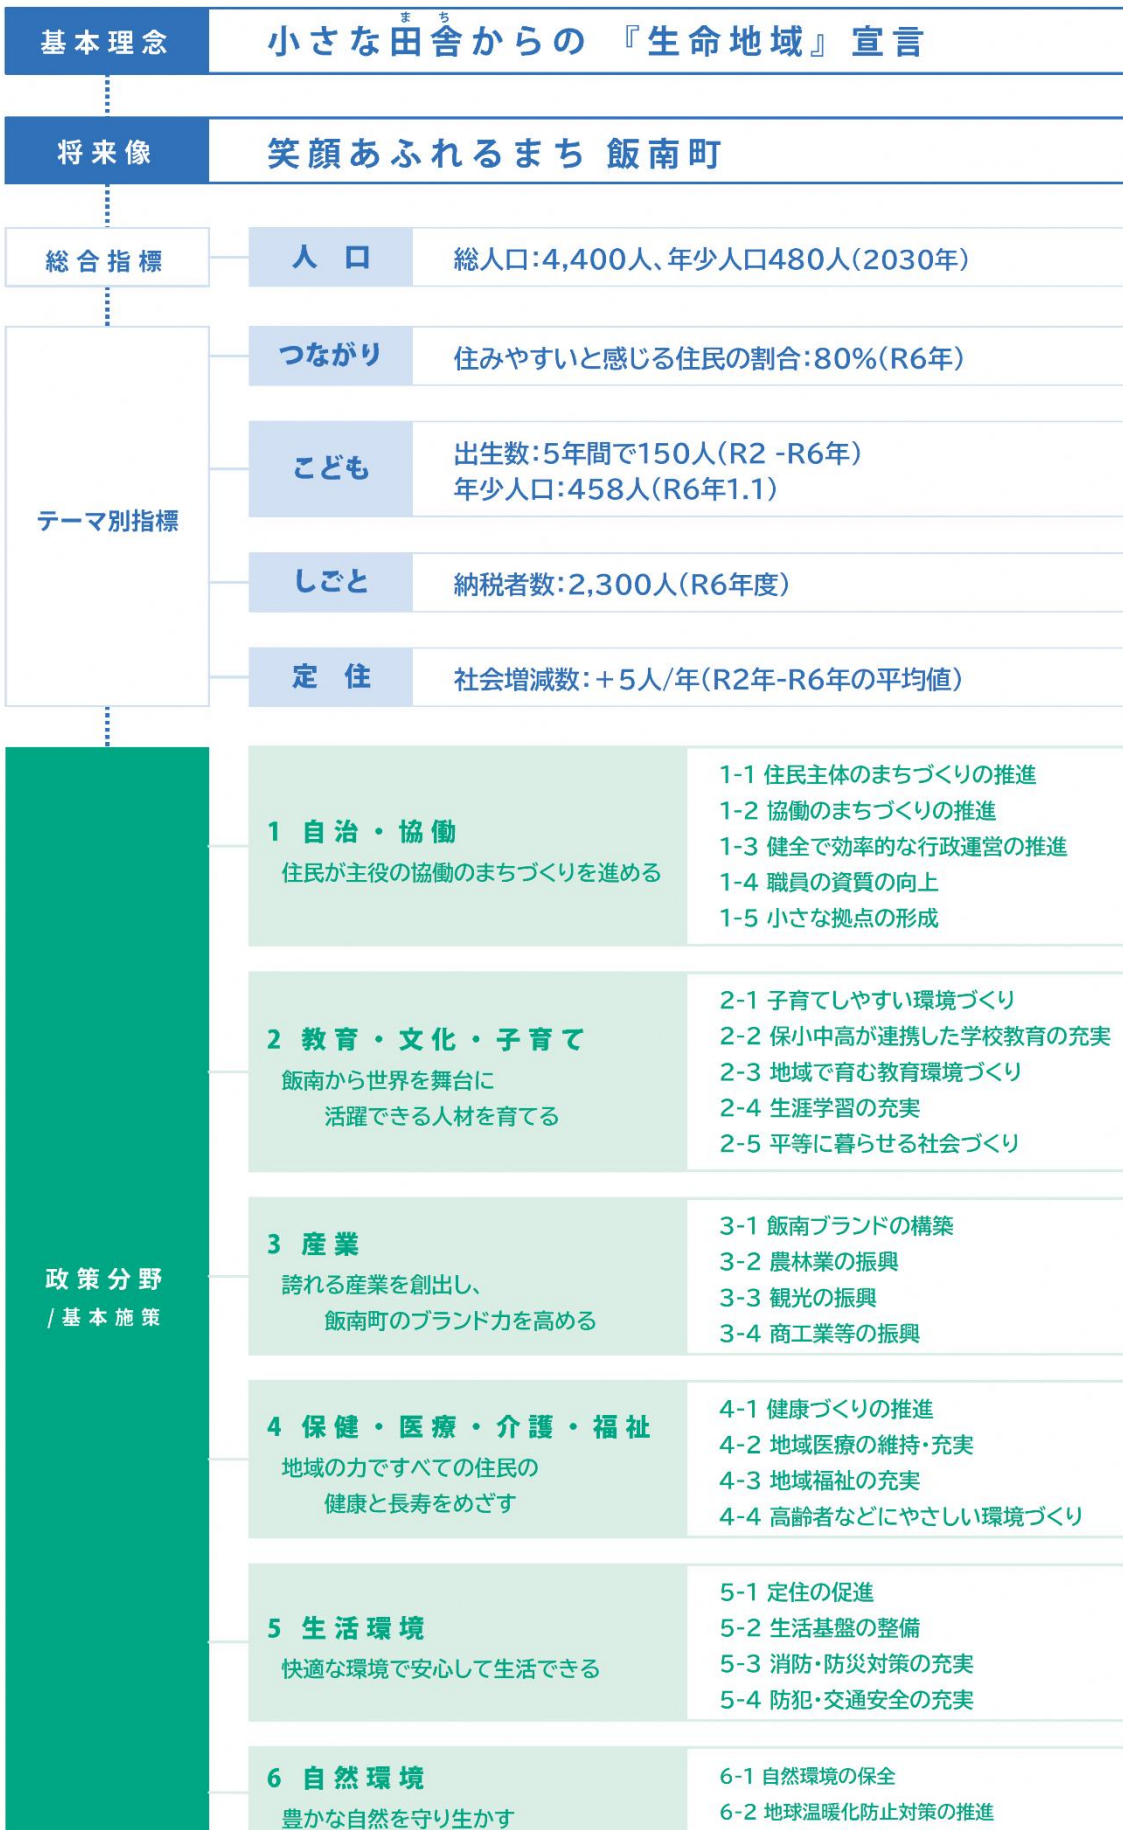 基本理念
小さな田舎からの『生命地域』宣言
まち
将来像
笑顔あふれるまち 飯南町
総合指標
人 口
総人口:4,400人、年少人口480人(2030年)
テーマ別指標
つながり
住みやすいと感じる住民の割合:80%(R6年)
こども
出生数:5年間で150人(R2 -R6年)
年少人口:458人(R6年1.1)
しごと
納税者数:2,300人(R6年度)
定 住
社会増減数:+5人/年(R2年-R6年の平均値)
政策分野
/基本施策
1 自治・協働
住民が主役の協働のまちづくりを進める
1-1 住民主体のまちづくりの推進
1-2 協働のまちづくりの推進
1-3 健全で効率的な行政運営の推進
1-4 職員の資質の向上
1-5 小さな拠点の形成
2 教育・文化・子育て
飯南から世界を舞台に
活躍できる人材を育てる
2-1 子育てしやすい環境づくり
2-2 保小中高が連携した学校教育の充実
2-3 地域で育む教育環境づくり
2-4 生涯学習の充実
2-5 平等に暮らせる社会づくり
3 産業
誇れる産業を創出し、
飯南町のブランド力を高める
3-1 飯南ブランドの構築
3-2 農林業の振興
3-3 観光の振興
3-4 商工業等の振興
4 保健・医療・介護・福祉
地域の力ですべての住民の
健康と長寿をめざす
4-1 健康づくりの推進
4-2 地域医療の維持・充実
4-3 地域福祉の充実
4-4 高齢者などにやさしい環境づくり
5 生活環境
快適な環境で安心して生活できる
5-1 定住の促進
5-2 生活基盤の整備
5-3 消防・防災対策の充実
5-4 防犯・交通安全の充実
6 自然環境
豊かな自然を守り生かす
6-1 自然環境の保全
6-2 地球温暖化防止対策の推進